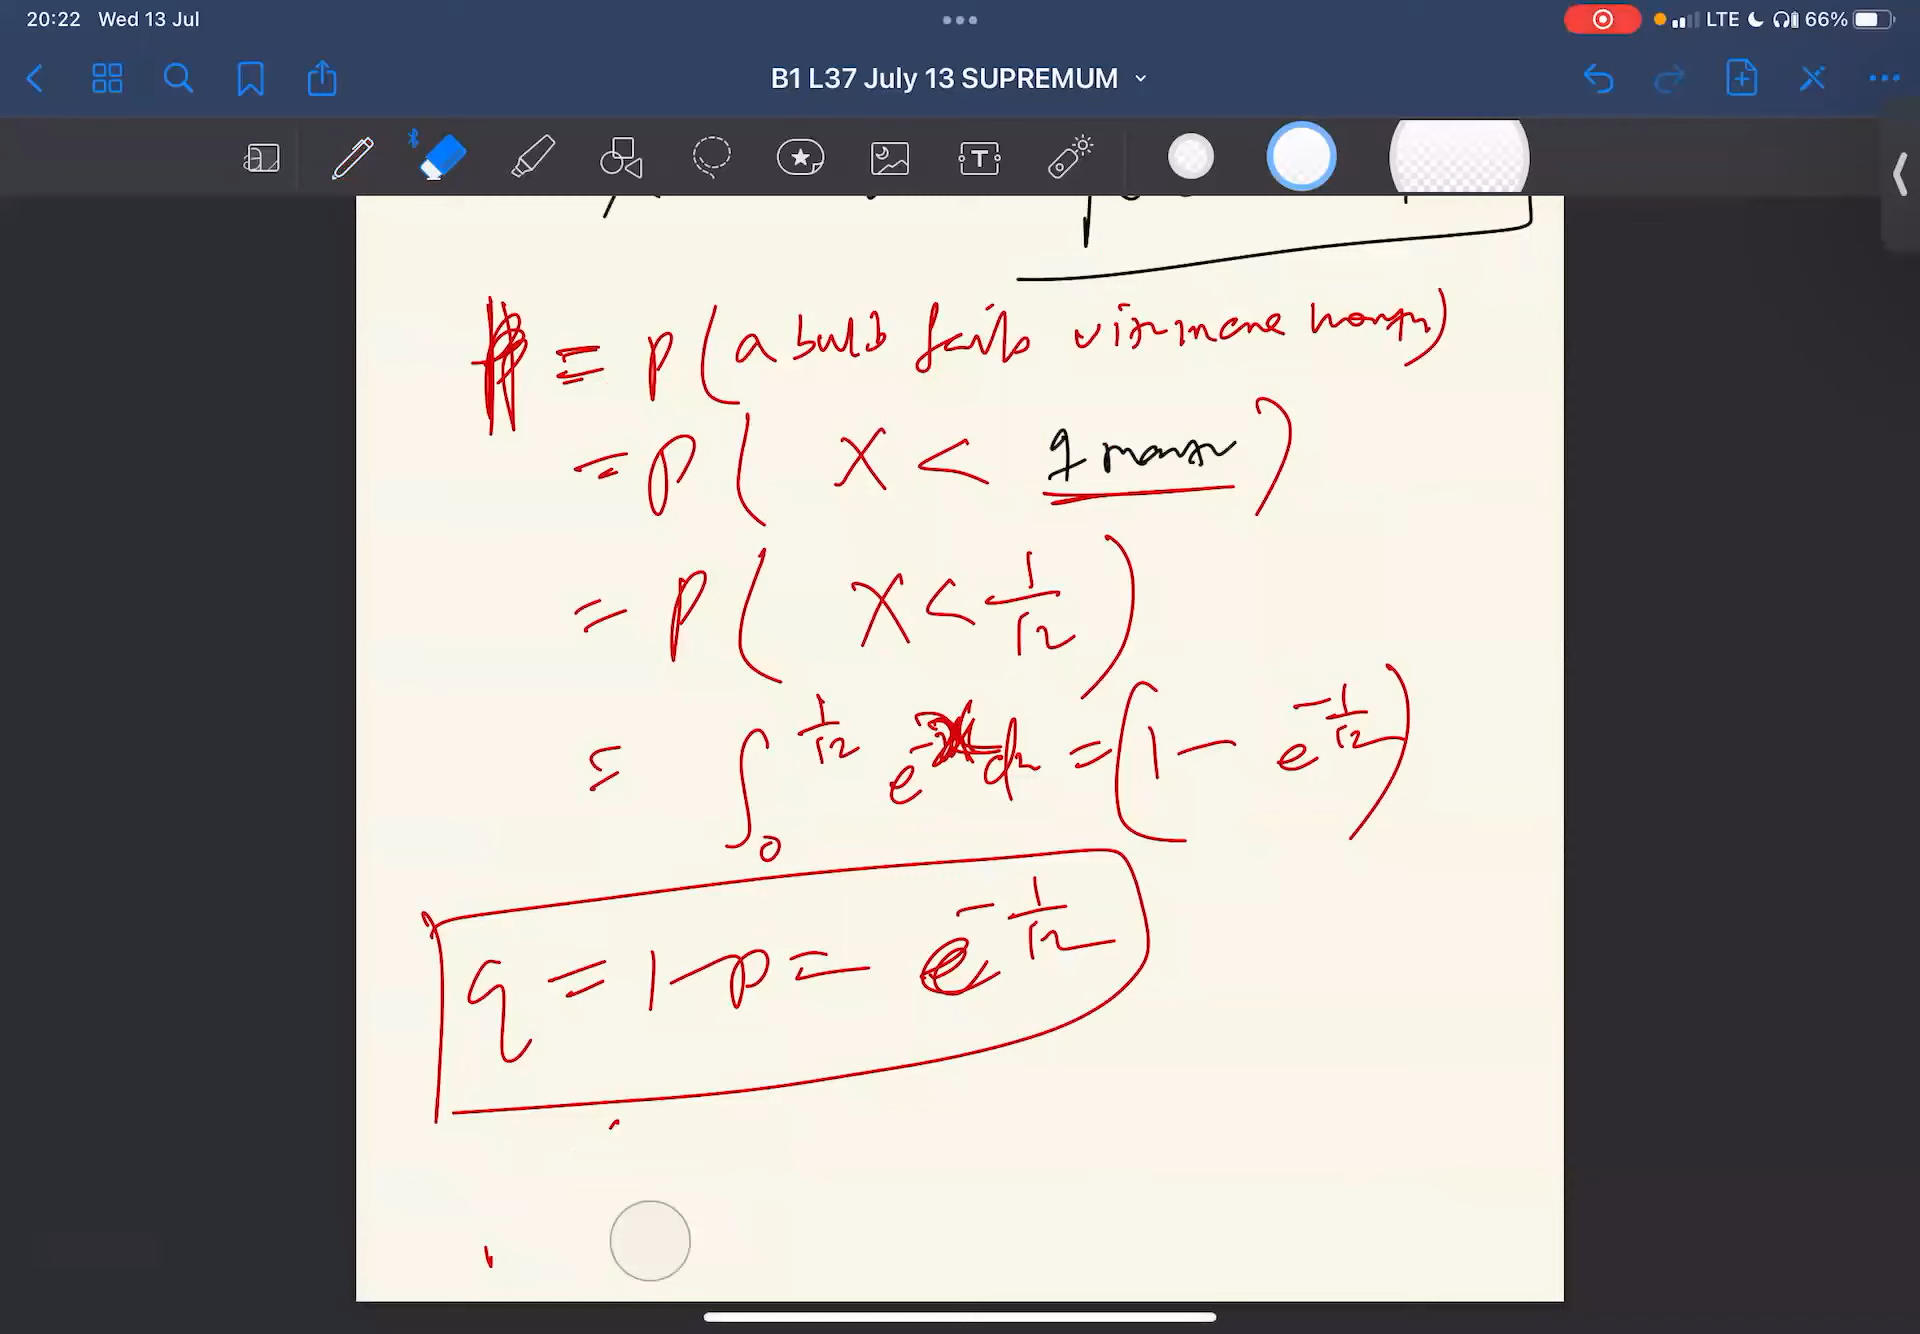 20:22 Wed 13 Jul LTE 66%
B1 L37 July 13 SUPREMUM
p = P(a bulb fails within one month)
= P( X < 1 month )
= P( X < 1/12 )
= ∫₀^(1/12) e^(-x) dx = (1 - e^(-1/12))
q = 1-p = e^(-1/12)